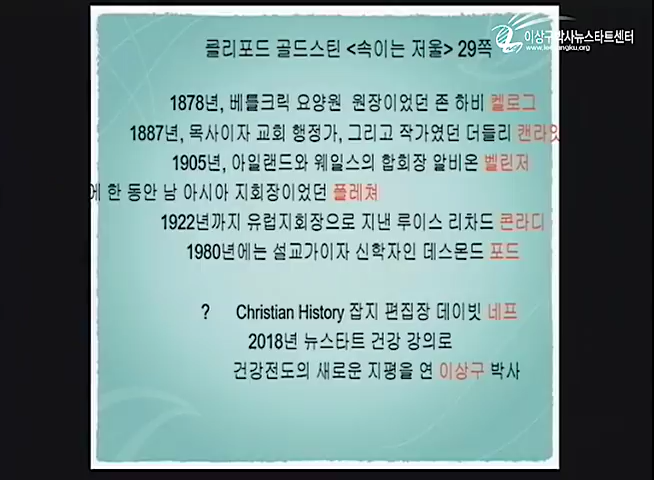 이상구박사뉴스타트센터
www.leesangku.org
클리포드 골드스틴 <속이는 저울> 29쪽
1878년, 베틀크릭 요양원 원장이었던 존 하비 켈로그
1887년, 목사이자 교회 행정가, 그리고 작가였던 더들리 캔라잇
1905년, 아일랜드와 웨일스의 합회장 알비온 벨린저
에 한 동안 남 아시아 지회장이었던 플레쳐
1922년까지 유럽지회장으로 지낸 루이스 리차드 콘라디
1980년에는 설교가이자 신학자인 데스몬드 포드
? Christian History 잡지 편집장 데이빗 네프
2018년 뉴스타트 건강 강의로
건강전도의 새로운 지평을 연 이상구 박사